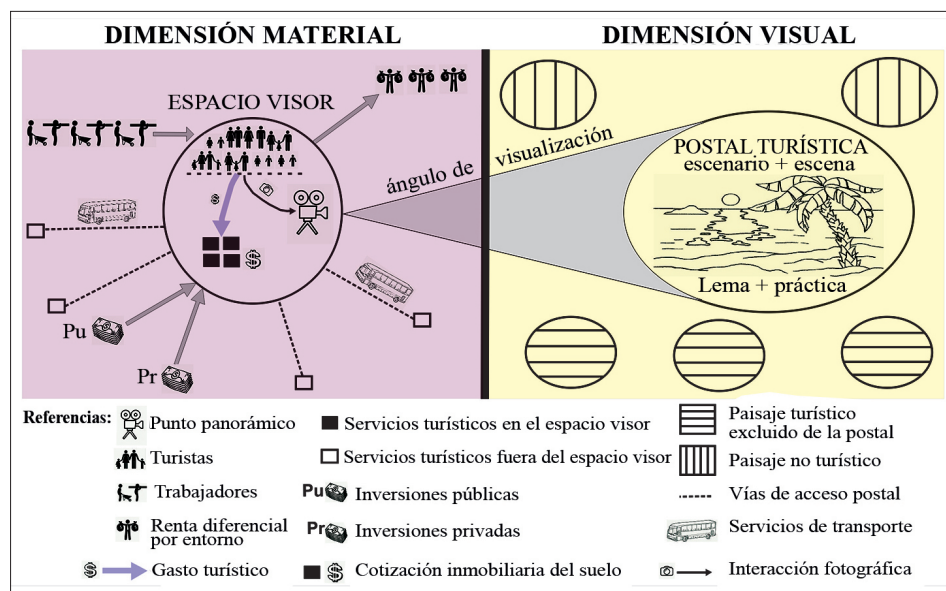 DIMENSIÓN MATERIAL
DIMENSIÓN VISUAL
ESPACIO VISOR
ángulo de
visualización
POSTAL TURÍSTICA
escenario + escena
Lema + práctica
$
$
Pu
Pr
Referencias:
Punto panorámico
Turistas
Trabajadores
Renta diferencial
por entorno
$ Gasto turístico
Servicios turísticos en el espacio visor
Servicios turísticos fuera del espacio visor
Pu Inversiones públicas
Pr Inversiones privadas
$ Cotización inmobiliaria del suelo
Paisaje turístico
excluido de la postal
Paisaje no turístico
Vías de acceso postal
Servicios de transporte
Interacción fotográfica